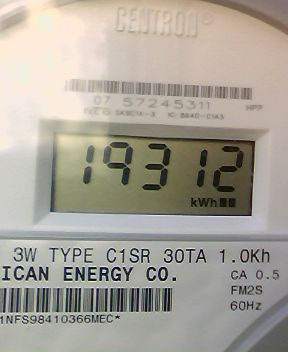 CENTRON®
07 57245311 HPP
19312
kWh
3W TYPE C1SR 30TA 1.0Kh
ICAN ENERGY CO. CA 0.5
FM2S
60Hz
1NFS98410366MEC*